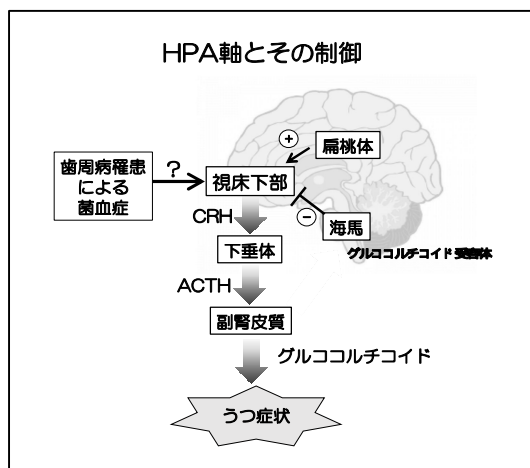 HPA軸とその制御
+
扁桃体
歯周病罹患
による
菌血症
?
視床下部
−
海馬
グルココルチコイド受容体
CRH
下垂体
ACTH
副腎皮質
グルココルチコイド
うつ症状